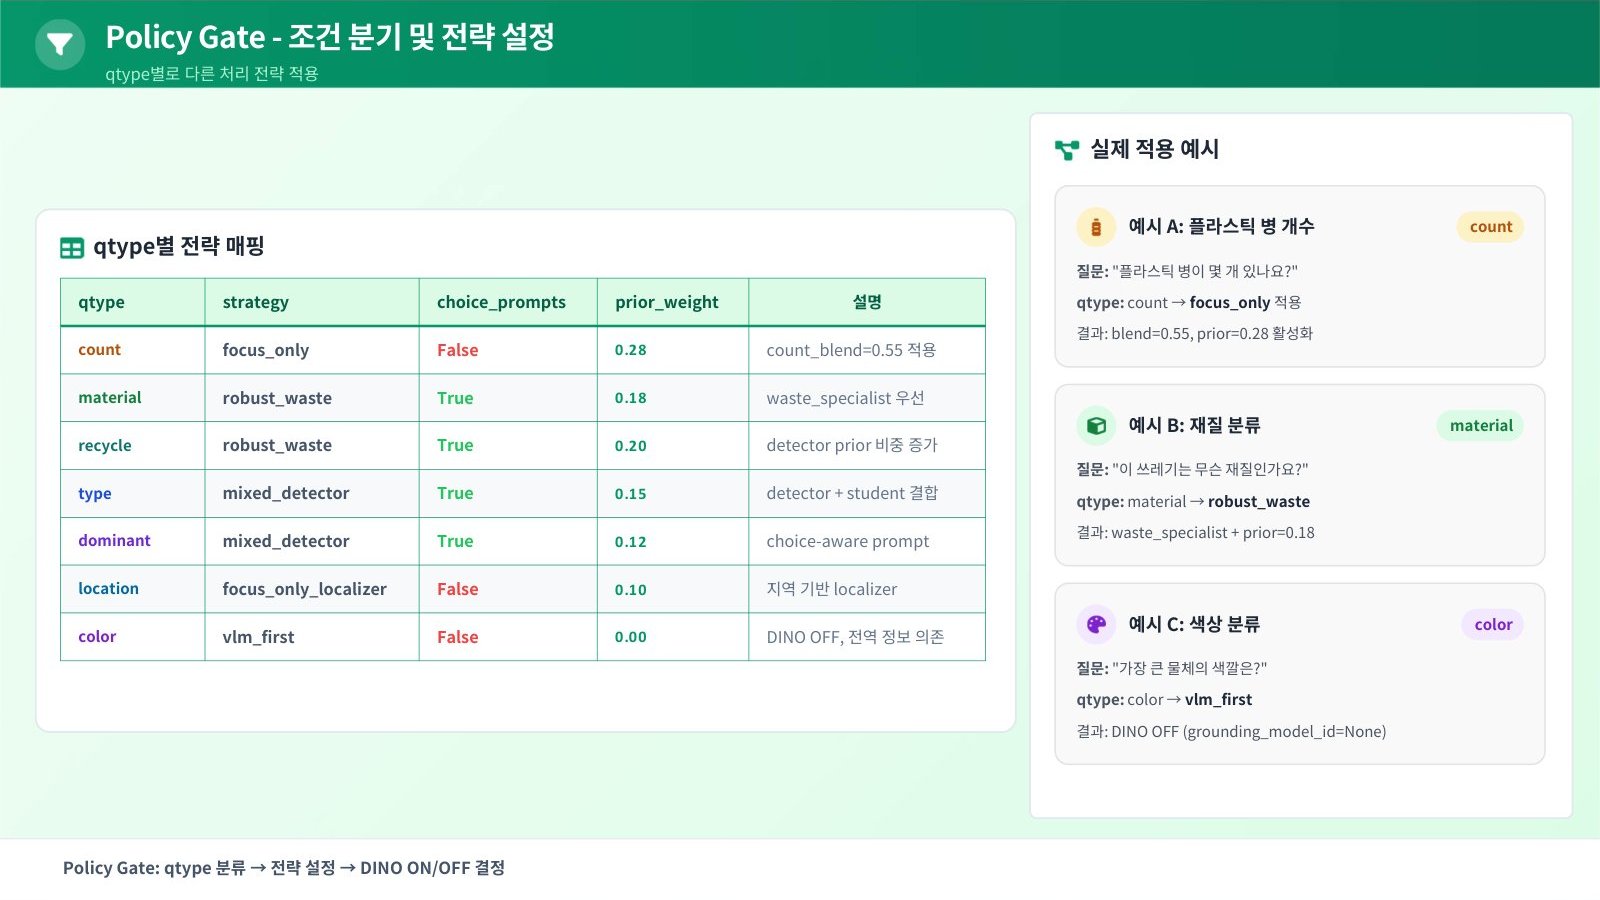 Policy Gate - 조건 분기 및 전략 설정
qtype별로 다른 처리 전략 적용
qtype별 전략 매핑
qtype strategy choice_prompts prior_weight 설명
count focus_only False 0.28 count_blend=0.55 적용
material robust_waste True 0.18 waste_specialist 우선
recycle robust_waste True 0.20 detector prior 비중 증가
type mixed_detector True 0.15 detector + student 결합
dominant mixed_detector True 0.12 choice-aware prompt
location focus_only_localizer False 0.10 지역 기반 localizer
color vlm_first False 0.00 DINO OFF, 전역 정보 의존
실제 적용 예시
예시 A: 플라스틱 병 개수 count
질문: "플라스틱 병이 몇 개 있나요?"
qtype: count → focus_only 적용
결과: blend=0.55, prior=0.28 활성화
예시 B: 재질 분류 material
질문: "이 쓰레기는 무슨 재질인가요?"
qtype: material → robust_waste
결과: waste_specialist + prior=0.18
예시 C: 색상 분류 color
질문: "가장 큰 물체의 색깔은?"
qtype: color → vlm_first
결과: DINO OFF (grounding_model_id=None)
Policy Gate: qtype 분류 → 전략 설정 → DINO ON/OFF 결정